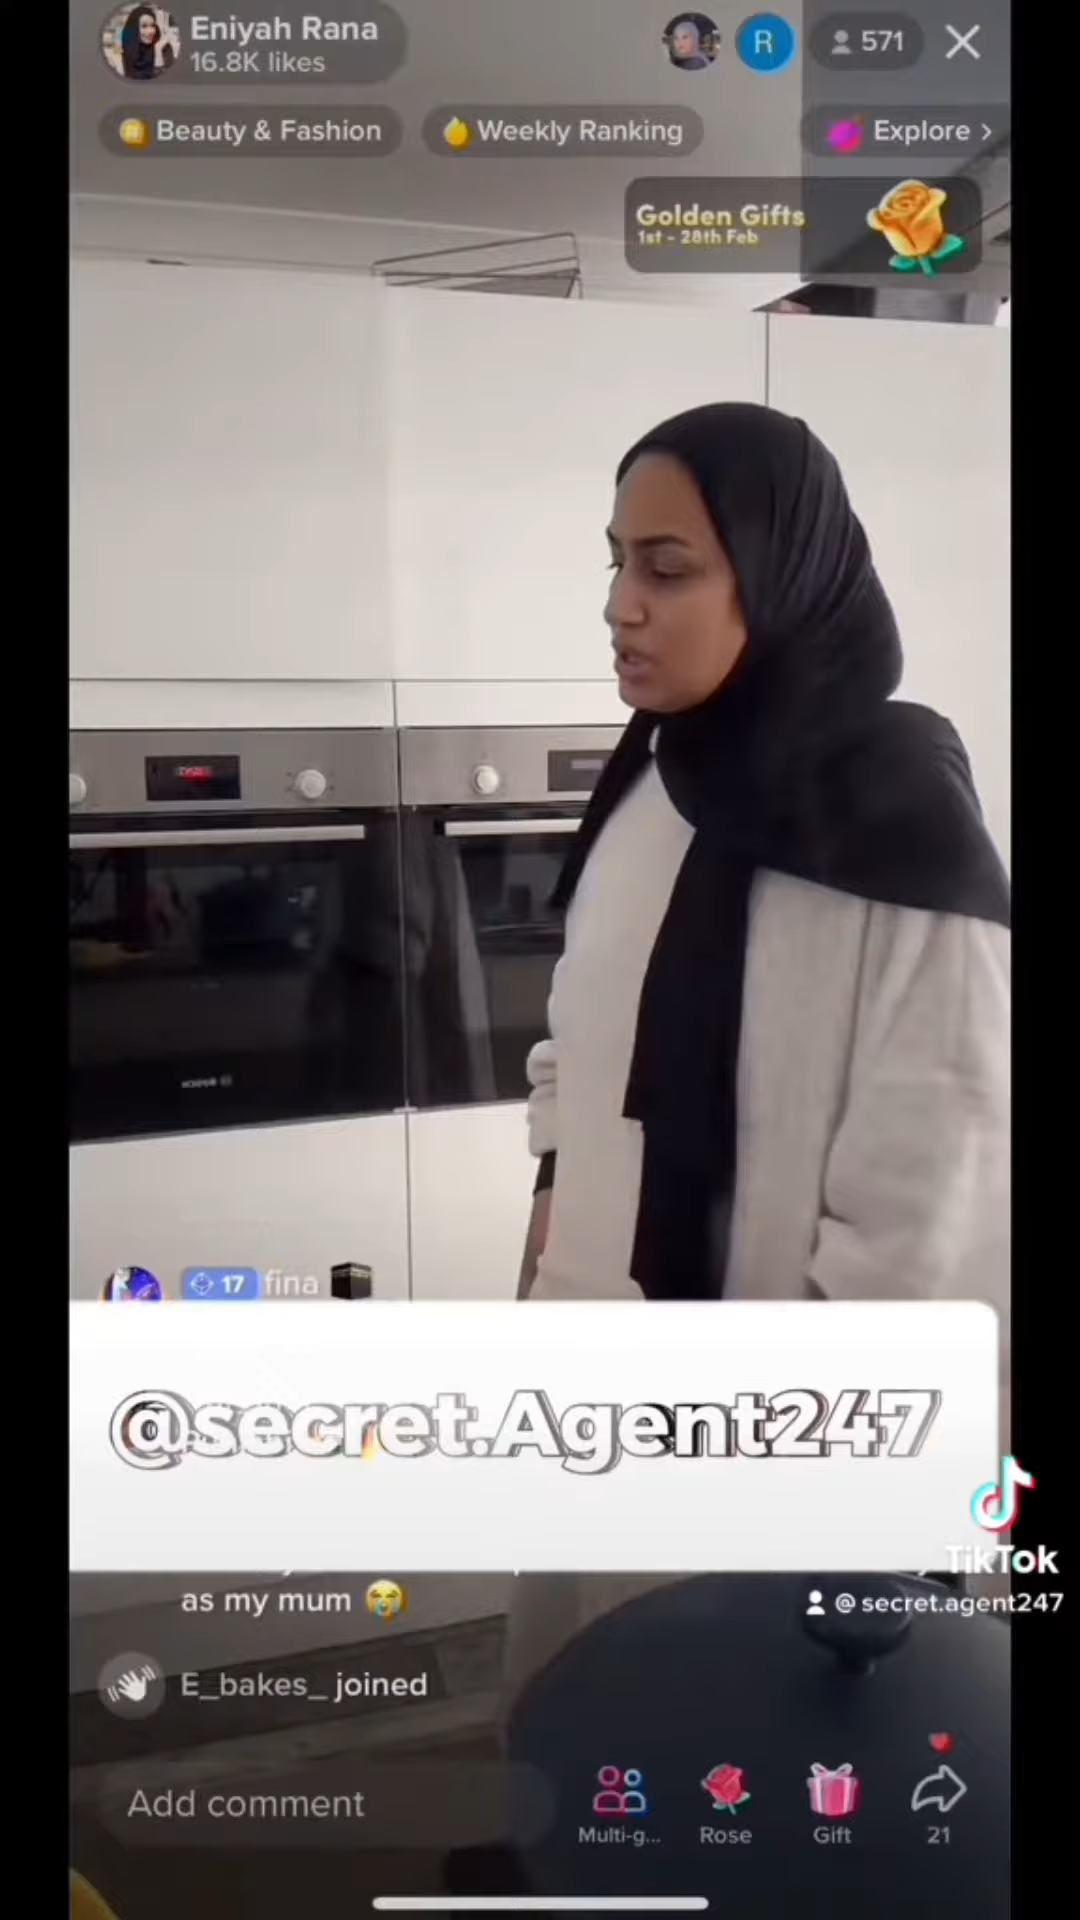 Eniyah Rana
16.8K likes
R
571
Beauty & Fashion
Weekly Ranking
Explore >
Golden Gifts
1st - 28th Feb
17 fina
@secret.Agent247
TikTok
@ secret.agent247
as my mum
E_bakes_ joined
Add comment
Multi-g...
Rose
Gift
21